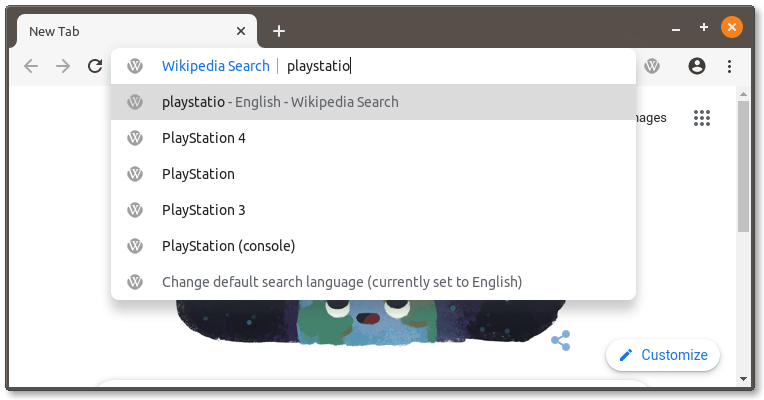 New Tab
Wikipedia Search | playstatio
playstatio - English - Wikipedia Search
mages
PlayStation 4
PlayStation
PlayStation 3
PlayStation (console)
Change default search language (currently set to English)
Customize